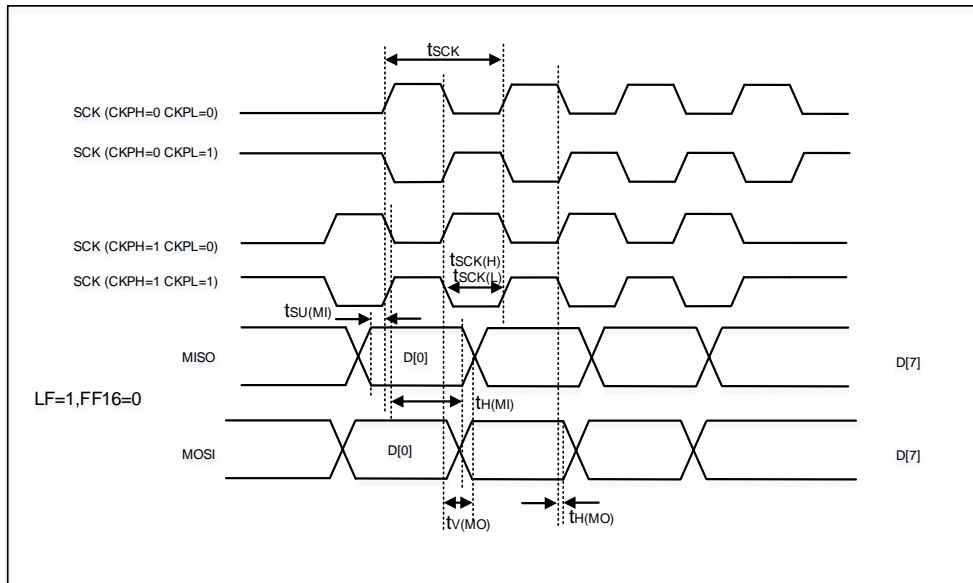 tSCK
SCK (CKPH=0 CKPL=0)
SCK (CKPH=0 CKPL=1)
SCK (CKPH=1 CKPL=0)
tSCK(H)
tSCK(L)
SCK (CKPH=1 CKPL=1)
tSU(MI)
MISO
D[0]
D[7]
LF=1,FF16=0
tH(MI)
MOSI
D[0]
D[7]
tV(MO)
tH(MO)